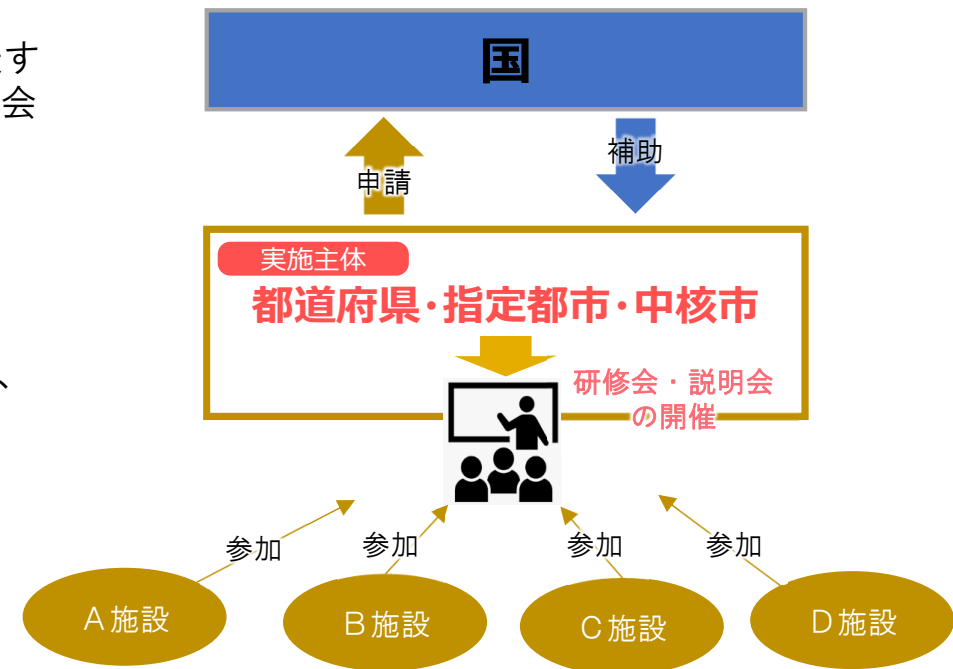 す
会
、
国
申請
補助
実施主体
都道府県・指定都市・中核市
研修会・説明会
の開催
参加
参加
参加
参加
A施設
B施設
C施設
D施設